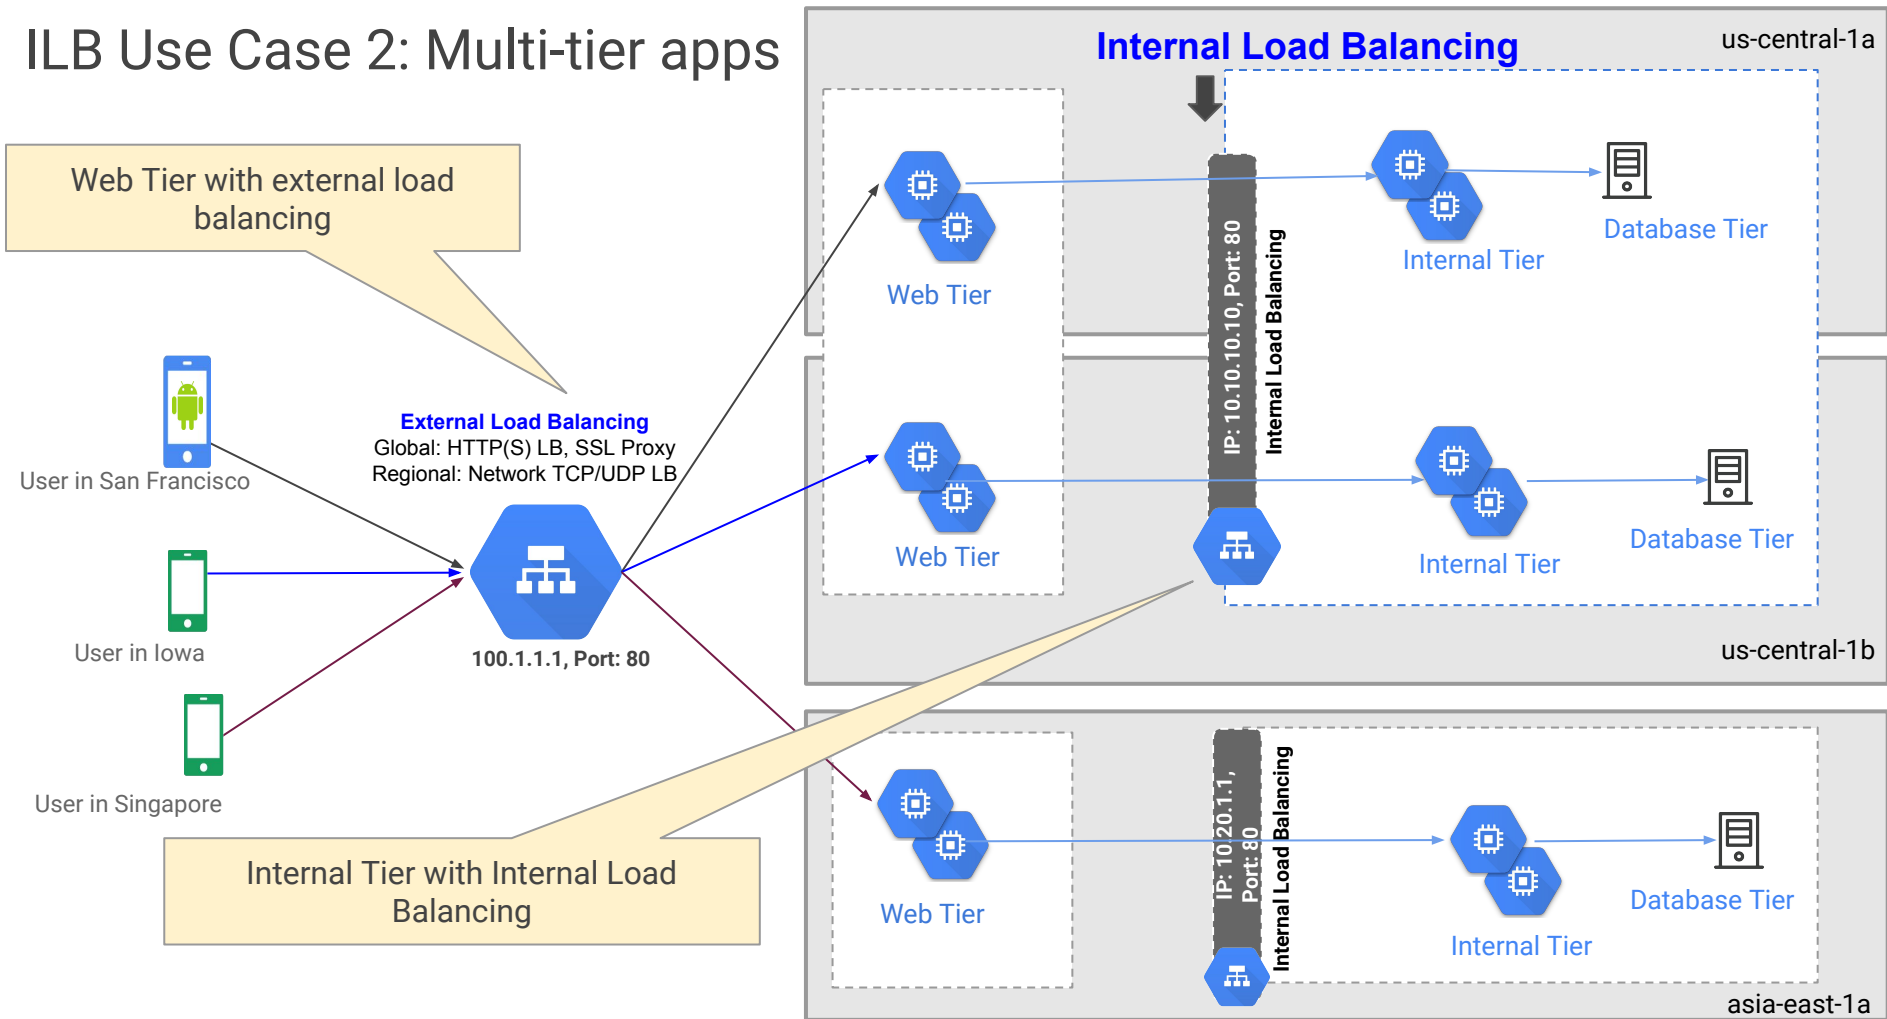 ILB Use Case 2: Multi-tier apps
Internal Load Balancing
us-central-1a
Web Tier with external load
balancing
Web Tier
IP: 10.10.10.10, Port: 80
Internal Load Balancing
Internal Tier
Database Tier
User in San Francisco
External Load Balancing
Global: HTTP(S) LB, SSL Proxy
Regional: Network TCP/UDP LB
100.1.1.1, Port: 80
User in Iowa
User in Singapore
Web Tier
Internal Tier
Database Tier
us-central-1b
Internal Tier with Internal Load
Balancing
Web Tier
IP: 10.20.1.1,
Port: 80
Internal Load Balancing
Internal Tier
Database Tier
asia-east-1a